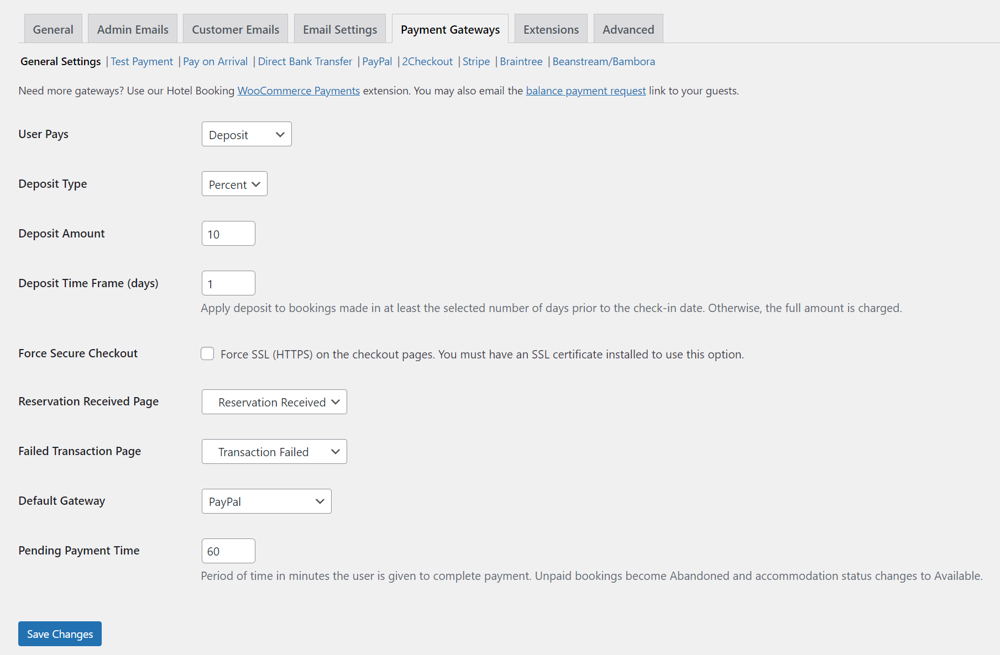 General Admin Emails Customer Emails Email Settings Payment Gateways Extensions Advanced
General Settings | Test Payment | Pay on Arrival | Direct Bank Transfer | PayPal | 2Checkout | Stripe | Braintree | Beanstream/Bambora
Need more gateways? Use our Hotel Booking WooCommerce Payments extension. You may also email the balance payment request link to your guests.
User Pays Deposit
Deposit Type Percent
Deposit Amount 10
Deposit Time Frame (days) 1
Apply deposit to bookings made in at least the selected number of days prior to the check-in date. Otherwise, the full amount is charged.
Force Secure Checkout Force SSL (HTTPS) on the checkout pages. You must have an SSL certificate installed to use this option.
Reservation Received Page Reservation Received
Failed Transaction Page Transaction Failed
Default Gateway PayPal
Pending Payment Time 60
Period of time in minutes the user is given to complete payment. Unpaid bookings become Abandoned and accommodation status changes to Available.
Save Changes